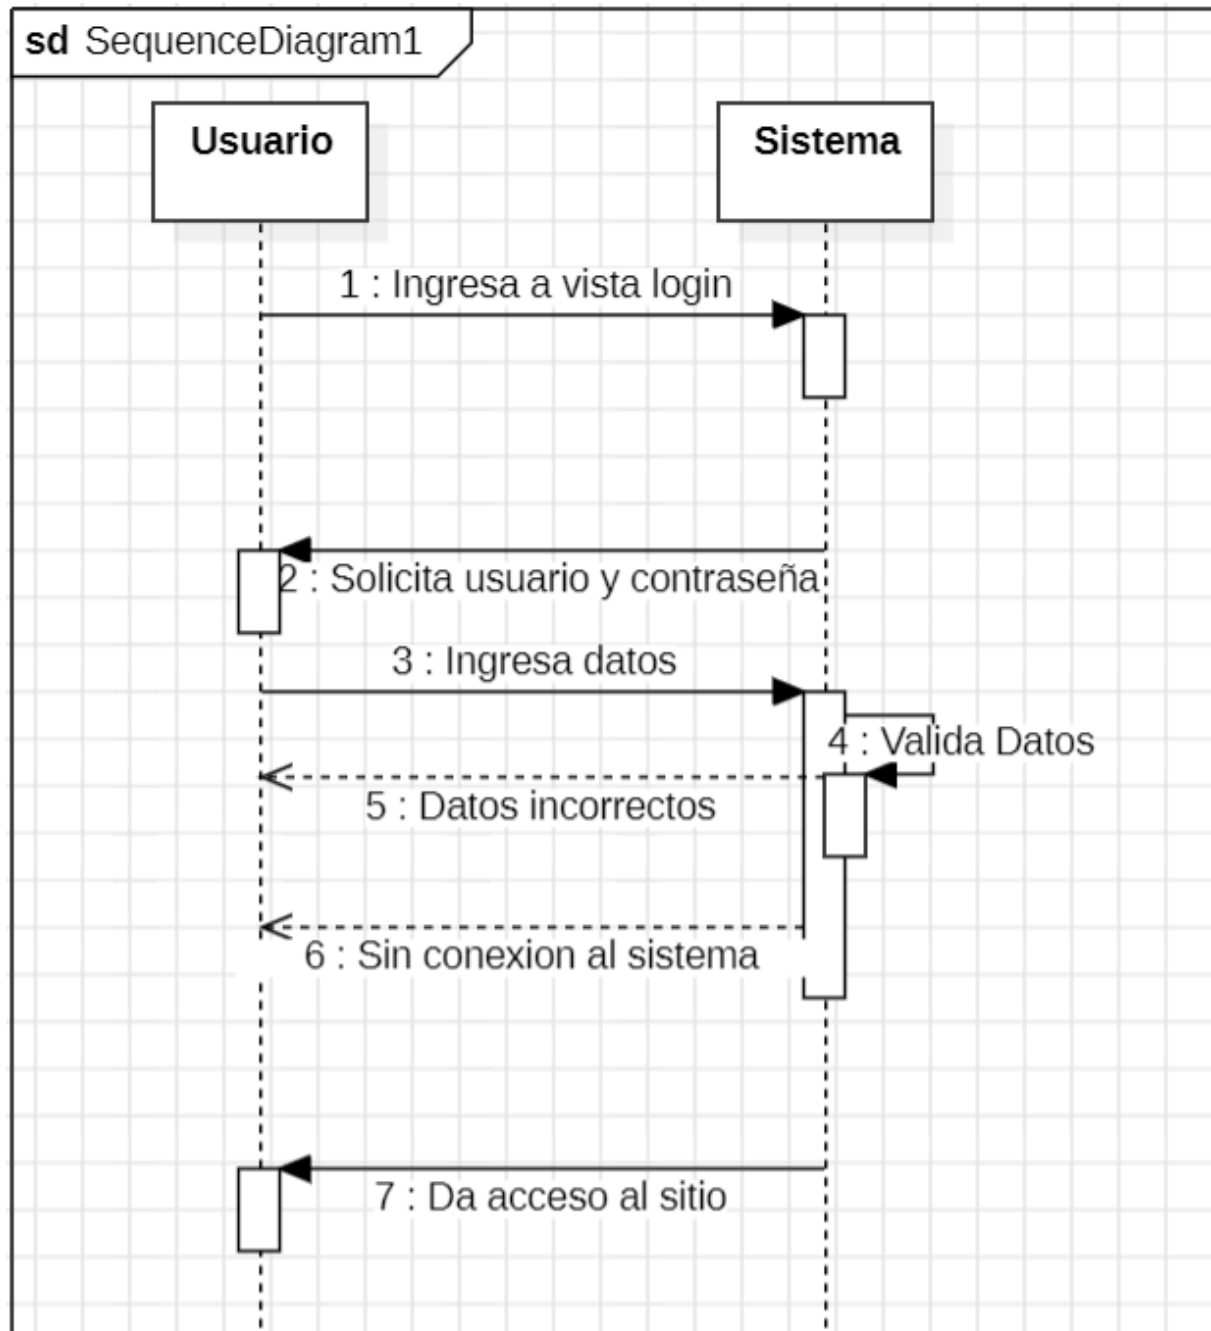 sd SequenceDiagram1
Usuario
Sistema
1 : Ingresa a vista login
2 : Solicita usuario y contraseña
3 : Ingresa datos
4 : Valida Datos
5 : Datos incorrectos
6 : Sin conexion al sistema
7 : Da acceso al sitio